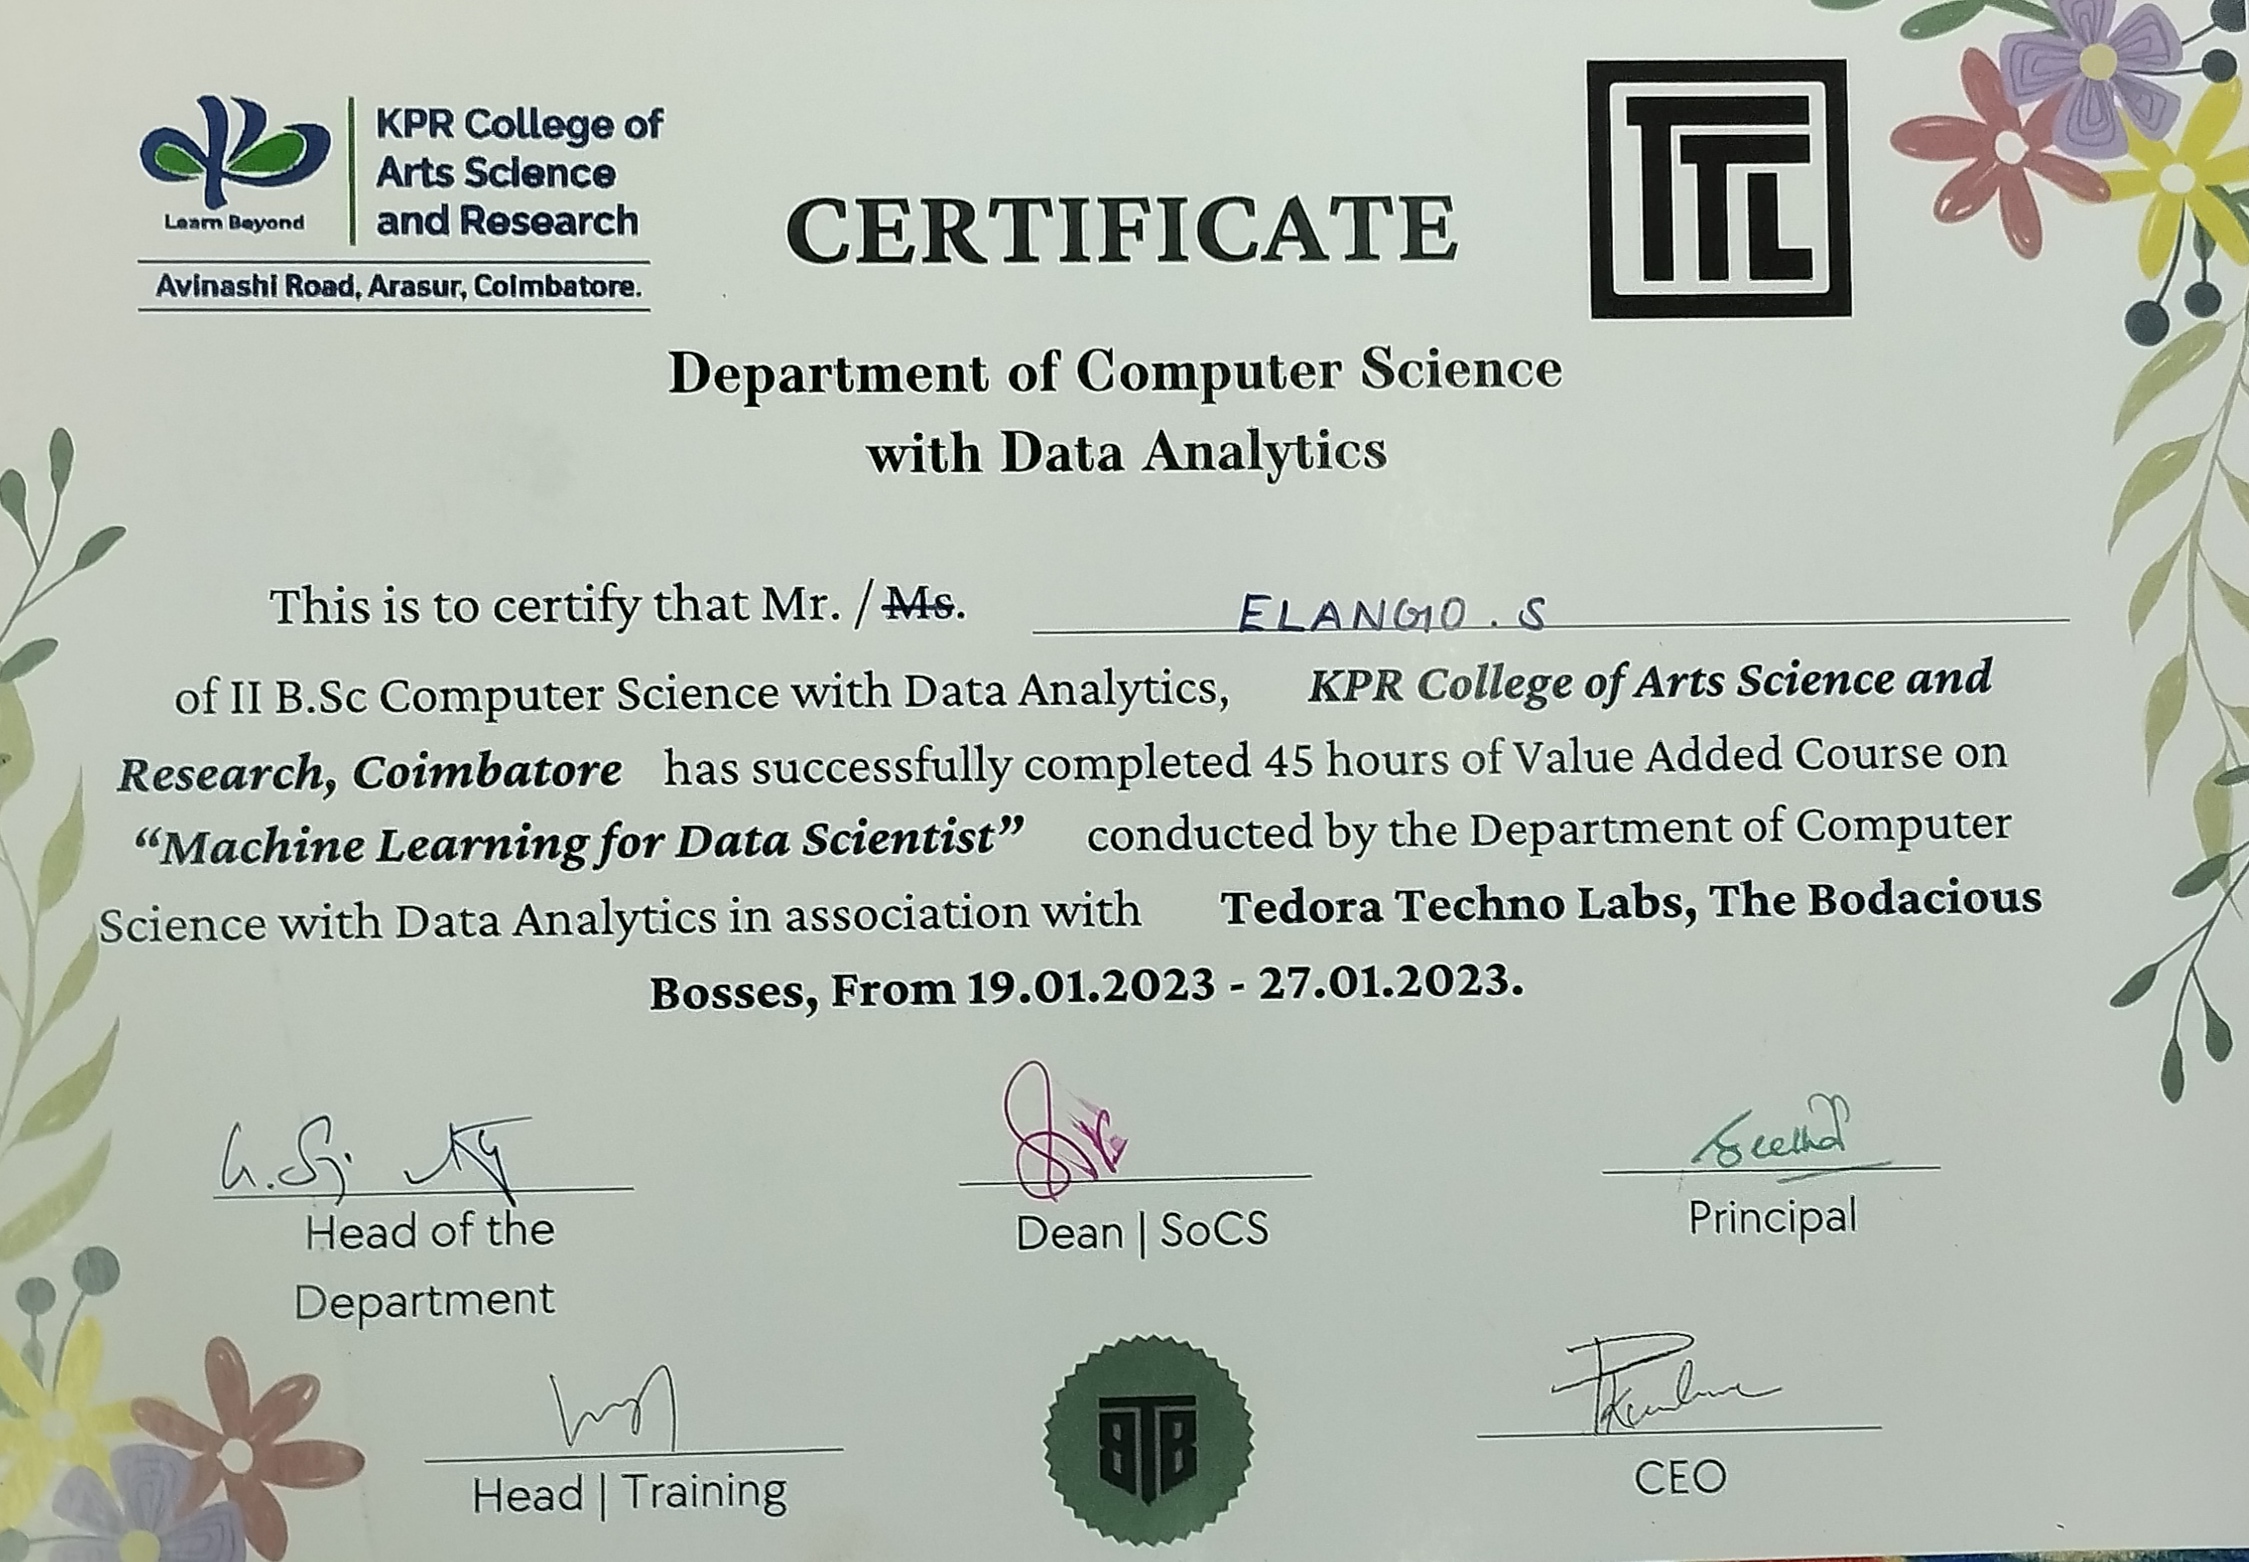 KPR College of
Arts Science
and Research
Learn Beyond
Avinashi Road, Arasur, Coimbatore.
CERTIFICATE
TTL
Department of Computer Science
with Data Analytics
This is to certify that Mr. / Ms. ELANGO . S
of II B.Sc Computer Science with Data Analytics, KPR College of Arts Science and
Research, Coimbatore has successfully completed 45 hours of Value Added Course on
“Machine Learning for Data Scientist” conducted by the Department of Computer
Science with Data Analytics in association with Tedora Techno Labs, The Bodacious
Bosses, From 19.01.2023 - 27.01.2023.
Head of the
Department
Dean | SoCS
Principal
Head | Training
BTB
CEO